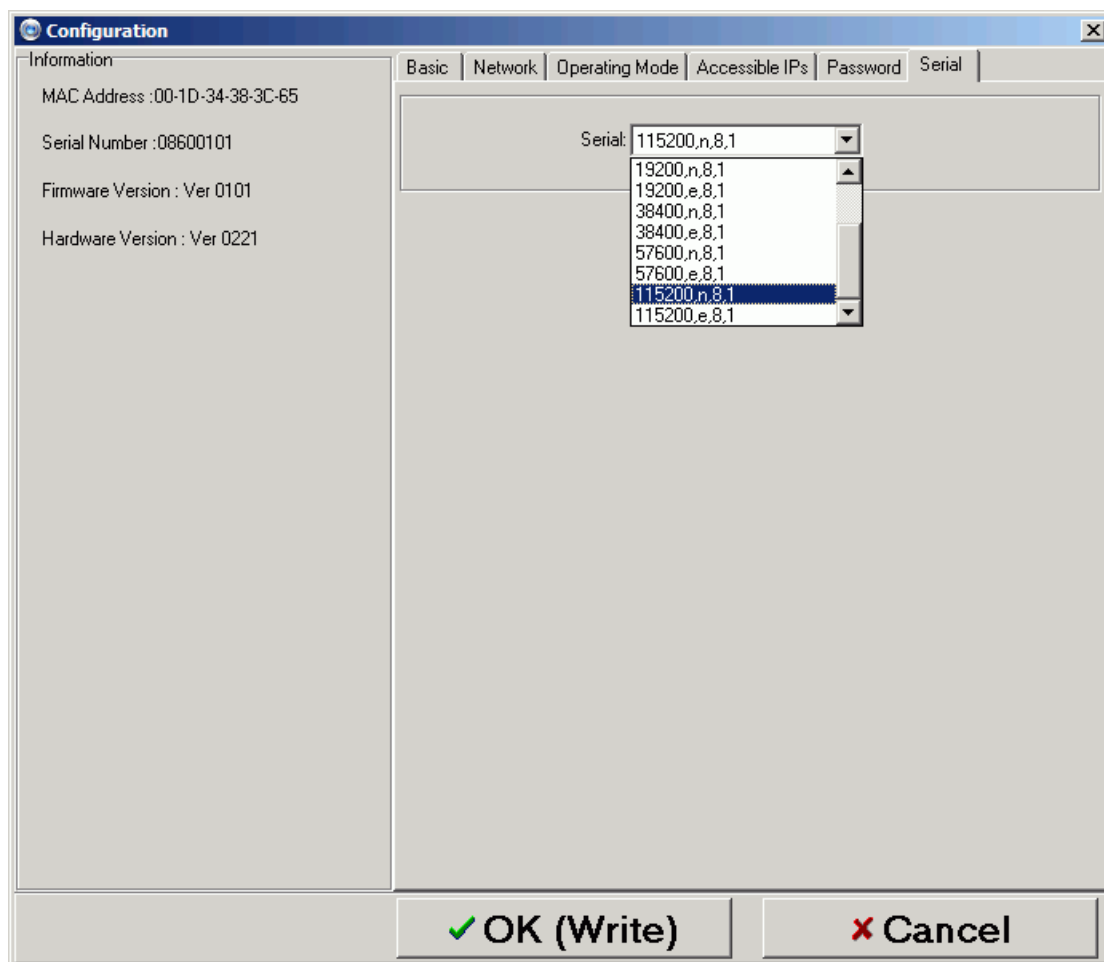 Configuration
Information
MAC Address :00-1D-34-38-3C-65
Serial Number :08600101
Firmware Version : Ver 0101
Hardware Version : Ver 0221
Basic Network Operating Mode Accessible IPs Password Serial
Serial: 115200,n,8,1
19200,n,8,1
19200,e,8,1
38400,n,8,1
38400,e,8,1
57600,n,8,1
57600,e,8,1
115200,n,8,1
115200,e,8,1
OK (Write) Cancel